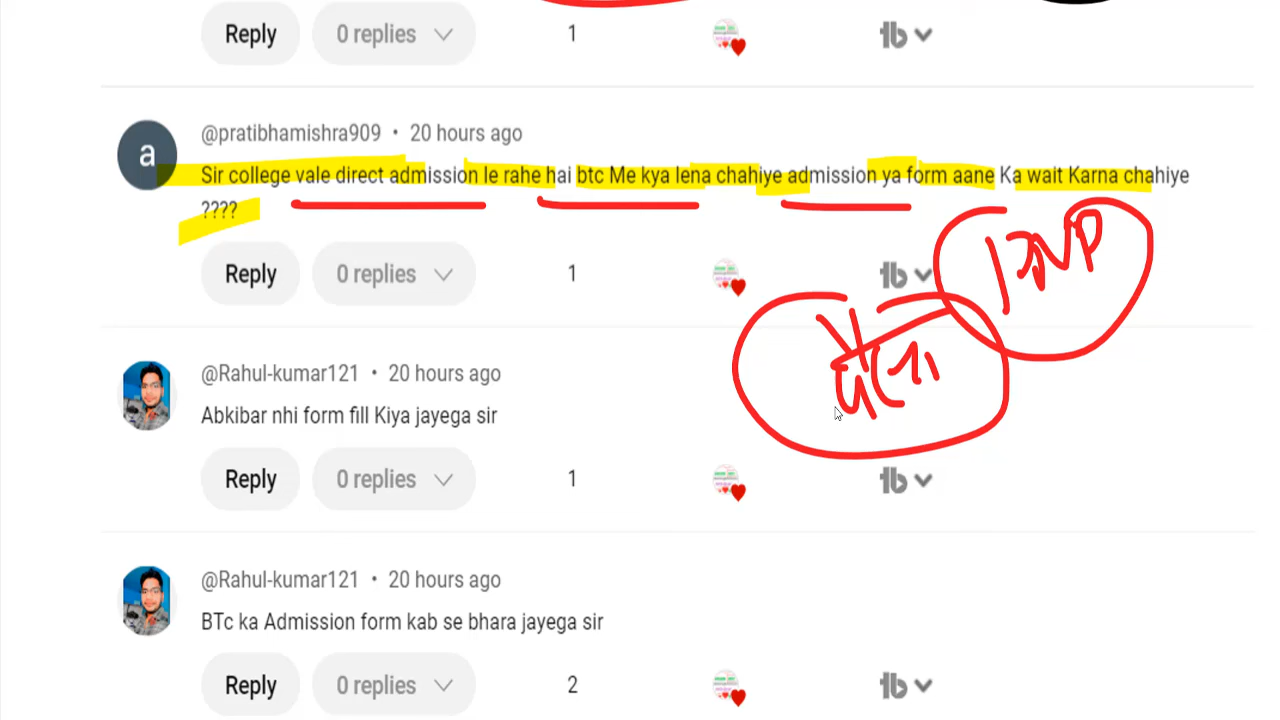 Reply 0 replies 1
@pratibhamishra909 • 20 hours ago
Sir college vale direct admission le rahe hai btc Me kya lena chahiye admission ya form aane Ka wait Karna chahiye
????
Reply 0 replies 1
@Rahul-kumar121 • 20 hours ago
Abkibar nhi form fill Kiya jayega sir
Reply 0 replies 1
@Rahul-kumar121 • 20 hours ago
BTc ka Admission form kab se bhara jayega sir
Reply 0 replies 2